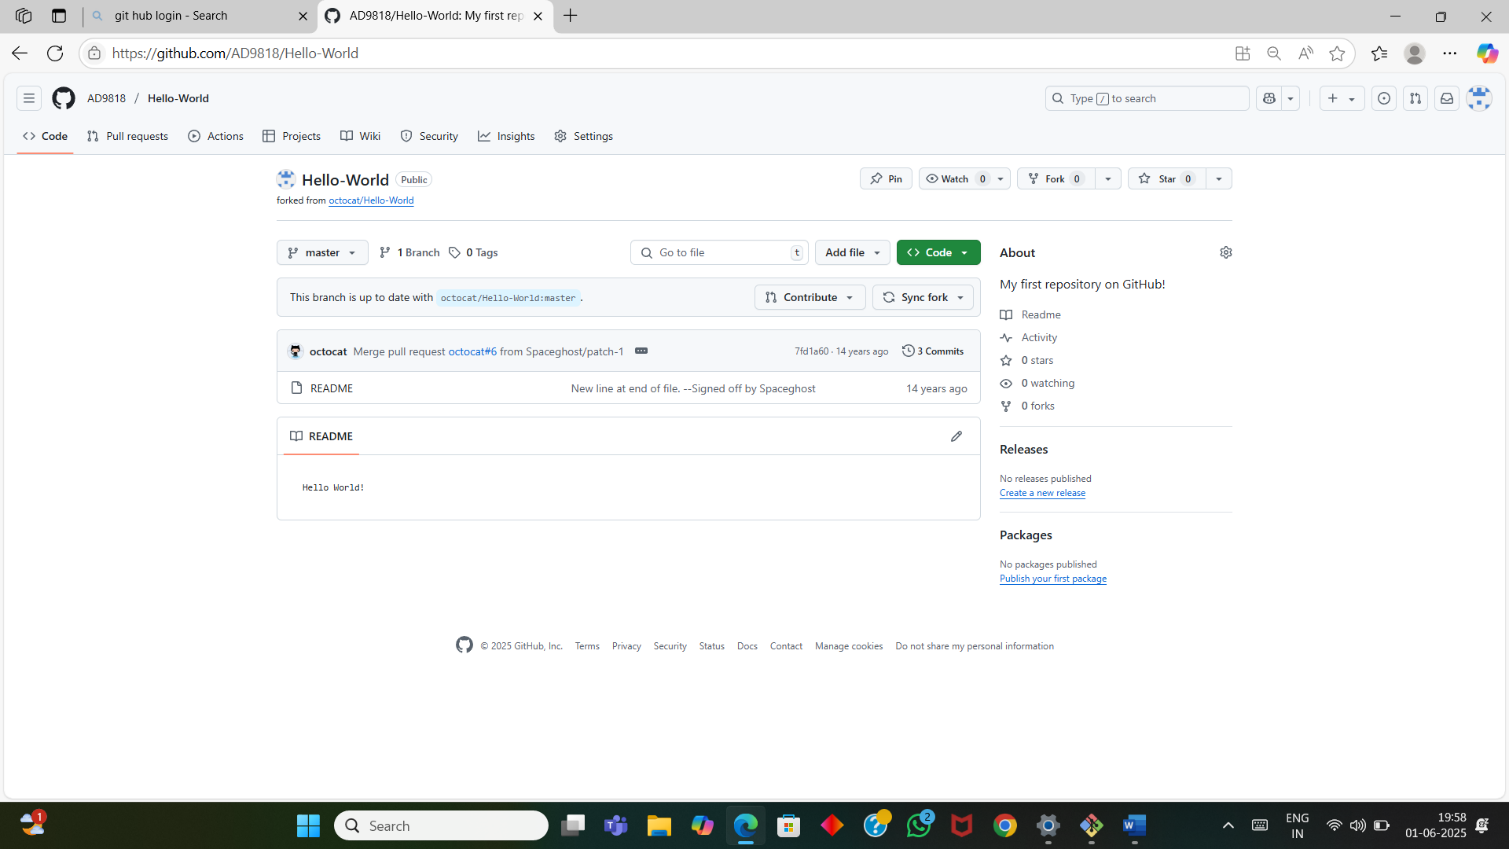 git hub login - Search
AD9818/Hello-World: My first rep
https://github.com/AD9818/Hello-World
AD9818 / Hello-World
Type / to search
Code Pull requests Actions Projects Wiki Security Insights Settings
Hello-World Public
Pin Watch 0 Fork 0 Star 0
forked from octocat/Hello-World
master 1 Branch 0 Tags Go to file t Add file Code
This branch is up to date with octocat/Hello-World:master . Contribute Sync fork
octocat Merge pull request octocat#6 from Spaceghost/patch-1 7fd1a60 · 14 years ago 3 Commits
README New line at end of file. --Signed off by Spaceghost 14 years ago
README
Hello World!
About
My first repository on GitHub!
Readme
Activity
0 stars
0 watching
0 forks
Releases
No releases published
Create a new release
Packages
No packages published
Publish your first package
© 2025 GitHub, Inc. Terms Privacy Security Status Docs Contact Manage cookies Do not share my personal information
1
Search
2
ENG
IN
19:58
01-06-2025